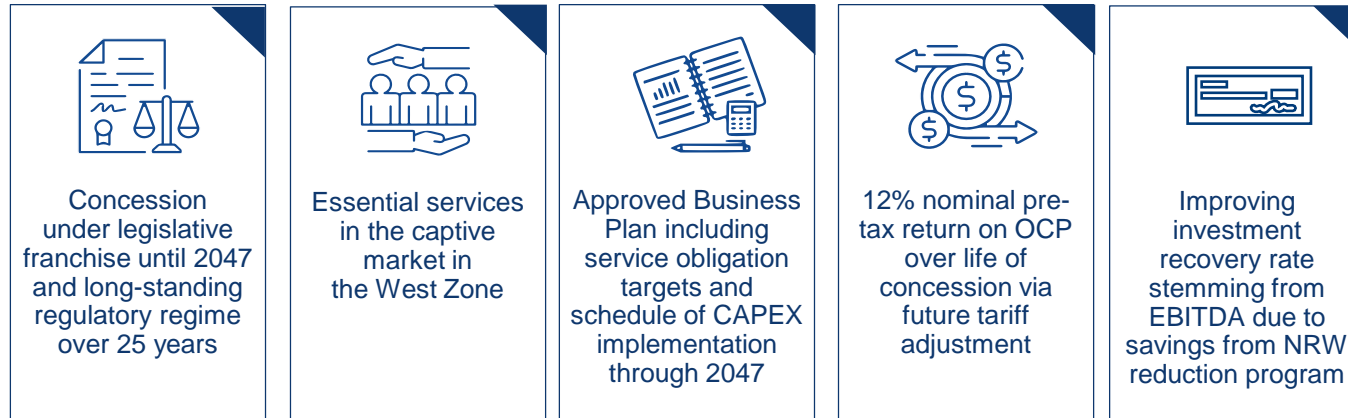 Concession
under legislative
franchise until 2047
and long-standing
regulatory regime
over 25 years
Essential services
in the captive
market in
the West Zone
Approved Business
Plan including
service obligation
targets and
schedule of CAPEX
implementation
through 2047
12% nominal pre-
tax return on OCP
over life of
concession via
future tariff
adjustment
Improving
investment
recovery rate
stemming from
EBITDA due to
savings from NRW
reduction program